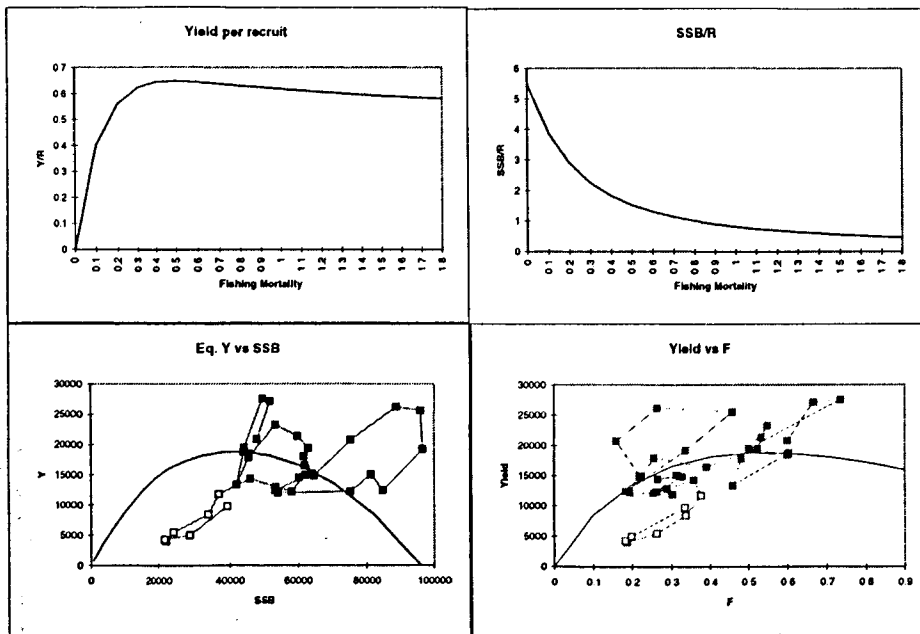 Yield per recruit
0 7
0 6
0 5
0 4
0 3
0 2
0 1
0
Y/R
0 0.1 0.2 0.3 0.4 0.5 0.6 0.7 0.8 0.9 1 1.1 1.2 1.3 1.4 1.5 1.6 1.7 1.8
Fishing Mortality
SSB/R
6
5
4
3
2
1
0
SSB/R
0 0.1 0.2 0.3 0.4 0.5 0.6 0.7 0.8 0.9 1 1.1 1.2 1.3 1.4 1.5 1.6 1.7 1.8
Fishing Mortality
Eq. Y vs SSB
30000
25000
20000
15000
10000
5000
0
Y
0 20000 40000 60000 80000 100000
SSB
Yield vs F
30000
25000
20000
15000
10000
5000
0
Yield
0 0.1 0.2 0.3 0.4 0.5 0.6 0.7 0.8 0.9
F